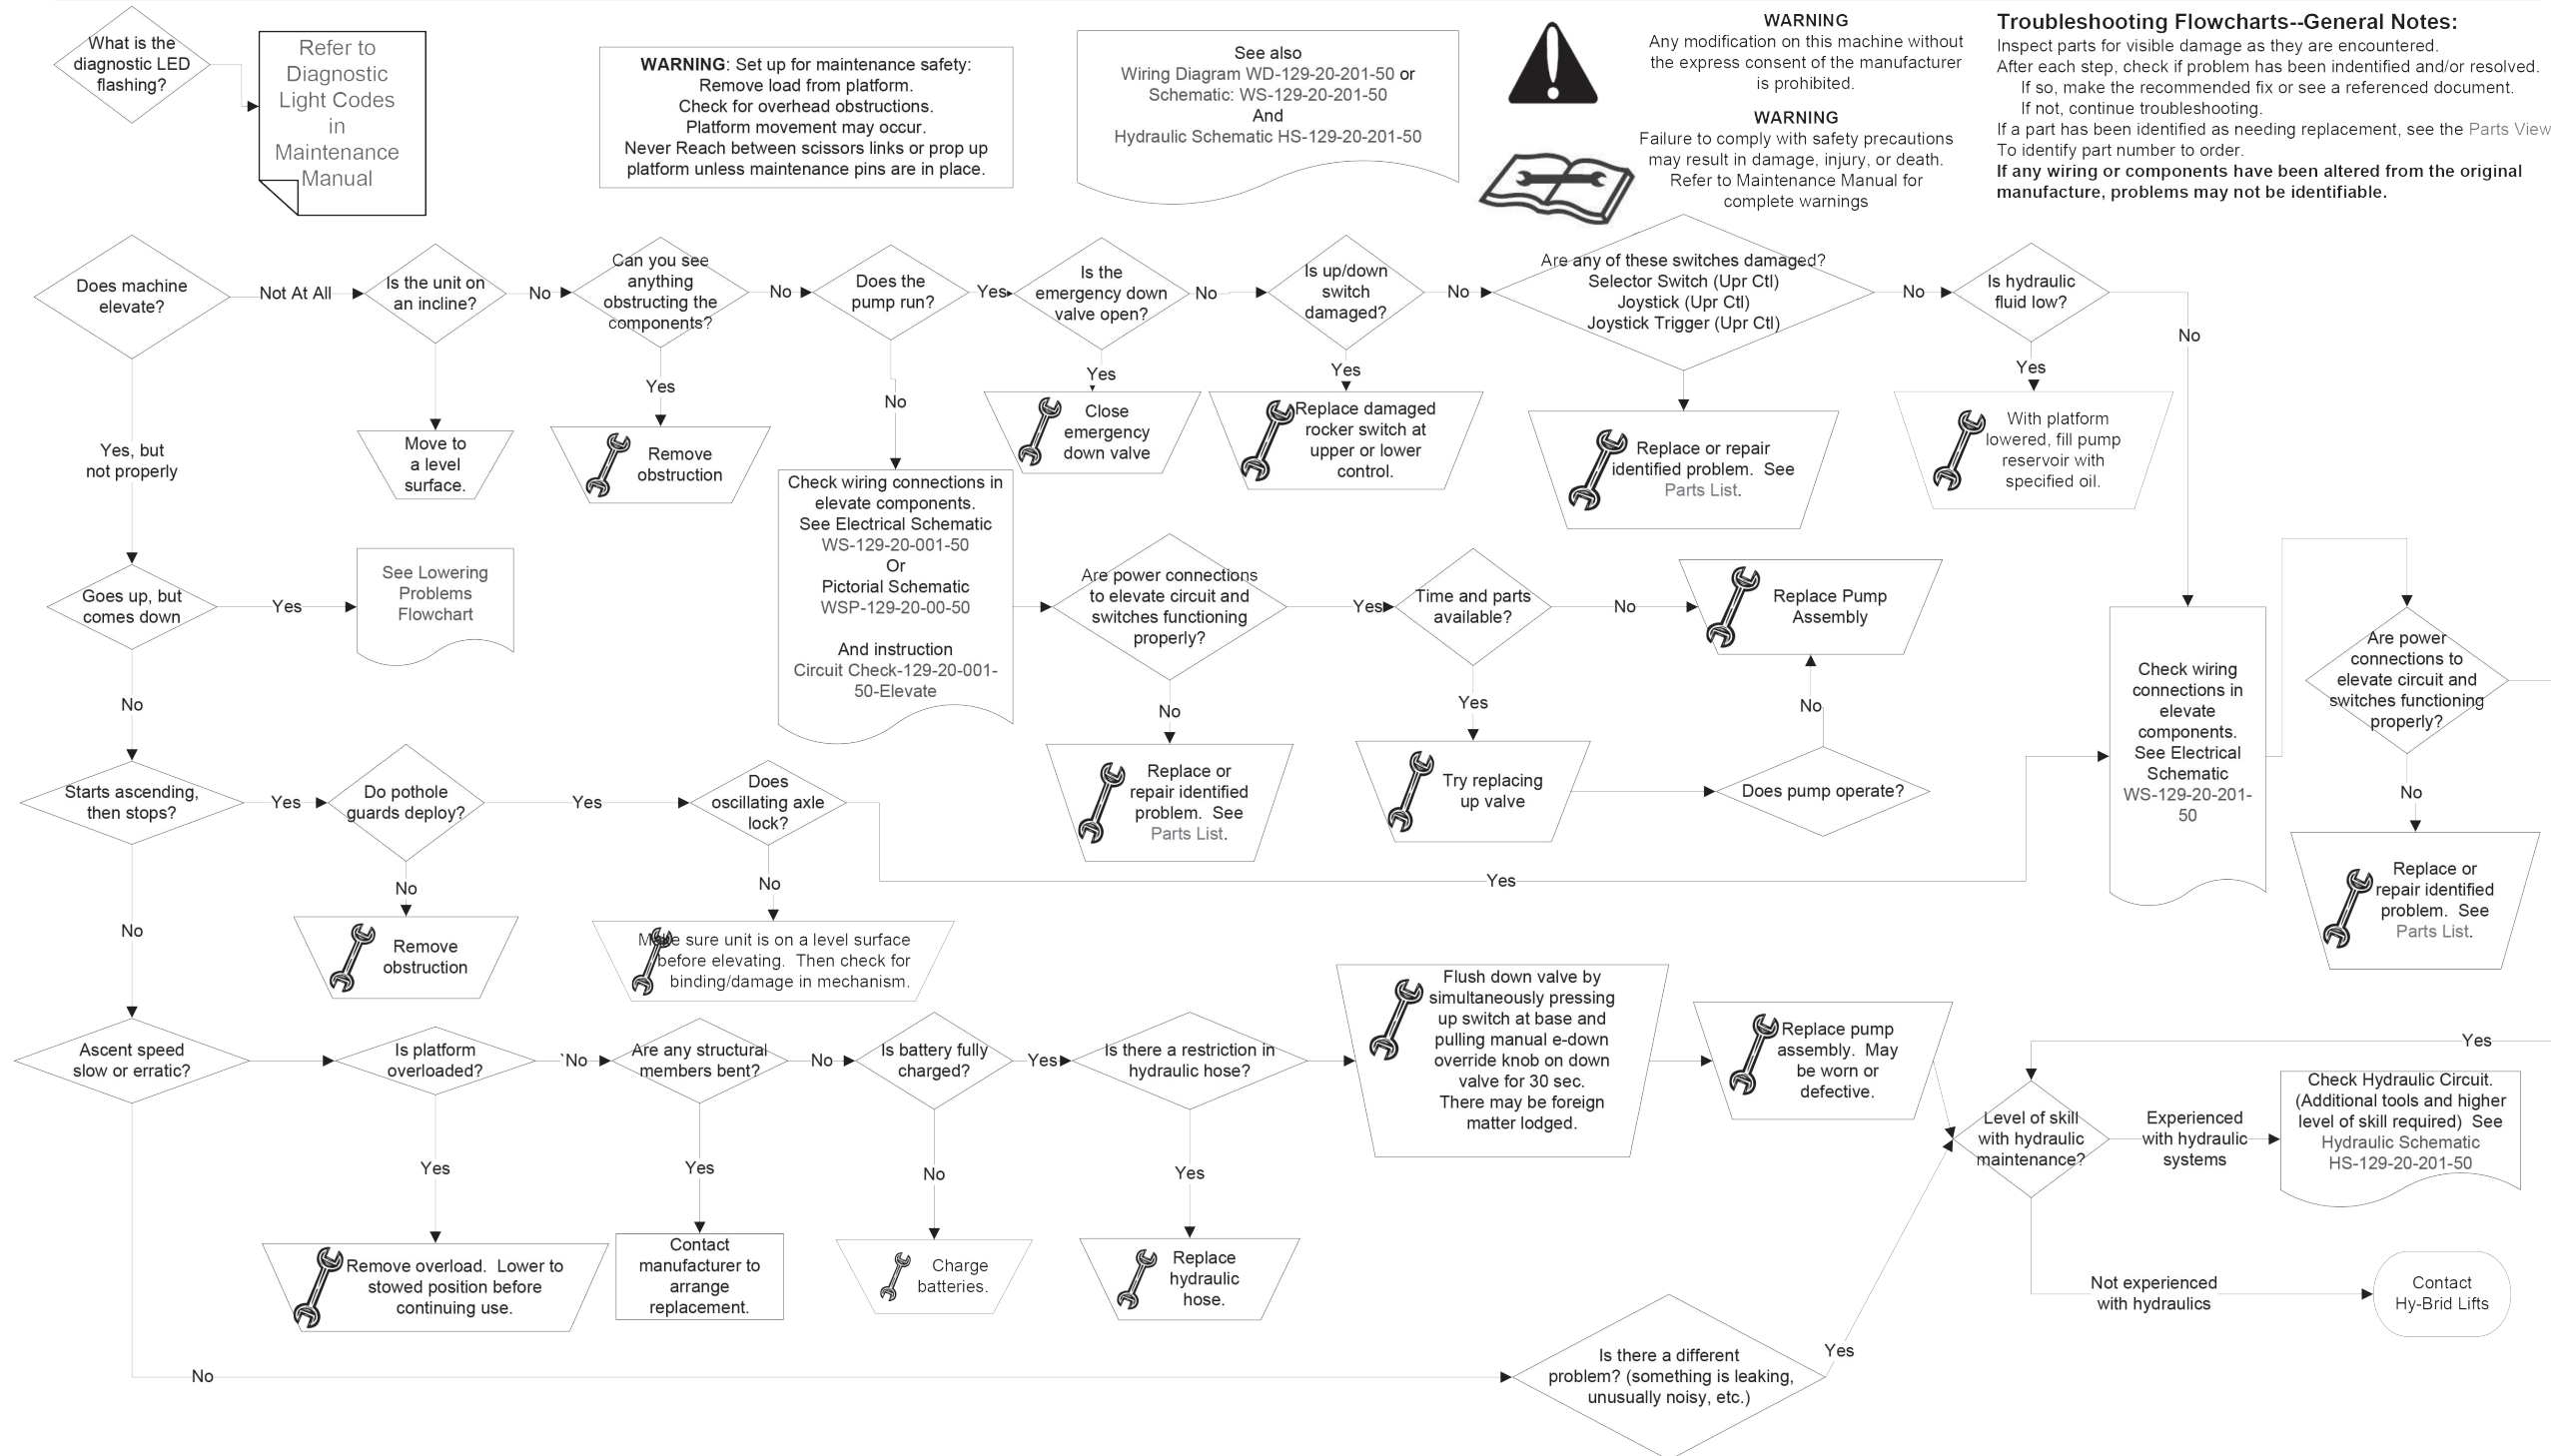 What is the
diagnostic LED
flashing?
Refer to
Diagnostic
Light Codes
in
Maintenance
Manual
WARNING: Set up for maintenance safety:
Remove load from platform.
Check for overhead obstructions.
Platform movement may occur.
Never Reach between scissors links or prop up
platform unless maintenance pins are in place.
See also
Wiring Diagram WD-129-20-201-50 or
Schematic: WS-129-20-201-50
And
Hydraulic Schematic HS-129-20-201-50
WARNING
Any modification on this machine without
the express consent of the manufacturer
is prohibited.
WARNING
Failure to comply with safety precautions
may result in damage, injury, or death.
Refer to Maintenance Manual for
complete warnings
Troubleshooting Flowcharts--General Notes:
Inspect parts for visible damage as they are encountered.
After each step, check if problem has been indentified and/or resolved.
If so, make the recommended fix or see a referenced document.
If not, continue troubleshooting.
If a part has been identified as needing replacement, see the Parts View
To identify part number to order.
If any wiring or components have been altered from the original
manufacture, problems may not be identifiable.
Does machine
elevate?
Not At All
Is the unit on
an incline?
No
Can you see
anything
obstructing the
components?
No
Does the
pump run?
Yes
Is the
emergency down
valve open?
No
Is up/down
switch
damaged?
No
Are any of these switches damaged?
Selector Switch (Upr Ctl)
Joystick (Upr Ctl)
Joystick Trigger (Upr Ctl)
No
Is hydraulic
fluid low?
No
Yes
No
Yes
Yes
Yes
Yes, but
not properly
Move to
a level
surface.
Remove
obstruction
Close
emergency
down valve
Replace damaged
rocker switch at
upper or lower
control.
Replace or repair
identified problem. See
Parts List.
With platform
lowered, fill pump
reservoir with
specified oil.
Check wiring connections in
elevate components.
See Electrical Schematic
WS-129-20-001-50
Or
Pictorial Schematic
WSP-129-20-00-50
And instruction
Circuit Check-129-20-001-
50-Elevate
Goes up, but
comes down
Yes
See Lowering
Problems
Flowchart
Are power connections
to elevate circuit and
switches functioning
properly?
Yes
Time and parts
available?
No
Replace Pump
Assembly
Check wiring
connections in
elevate
components.
See Electrical
Schematic
WS-129-20-201-
50
Are power
connections to
elevate circuit and
switches functioning
properly?
No
No
Yes
No
No
Starts ascending,
then stops?
Yes
Do pothole
guards deploy?
Yes
Does
oscillating axle
lock?
Replace or
repair identified
problem. See
Parts List.
Try replacing
up valve
Does pump operate?
No
No
Yes
Replace or
repair identified
problem. See
Parts List.
No
Remove
obstruction
Make sure unit is on a level surface
before elevating. Then check for
binding/damage in mechanism.
Flush down valve by
simultaneously pressing
up switch at base and
pulling manual e-down
override knob on down
valve for 30 sec.
There may be foreign
matter lodged.
Replace pump
assembly. May
be worn or
defective.
Yes
Ascent speed
slow or erratic?
Is platform
overloaded?
`No
Are any structural
members bent?
No
Is battery fully
charged?
Yes
Is there a restriction in
hydraulic hose?
Level of skill
with hydraulic
maintenance?
Experienced
with hydraulic
systems
Check Hydraulic Circuit.
(Additional tools and higher
level of skill required) See
Hydraulic Schematic
HS-129-20-201-50
Yes
Yes
No
Yes
Remove overload. Lower to
stowed position before
continuing use.
Contact
manufacturer to
arrange
replacement.
Charge
batteries.
Replace
hydraulic
hose.
Not experienced
with hydraulics
Contact
Hy-Brid Lifts
No
Is there a different
problem? (something is leaking,
unusually noisy, etc.)
Yes